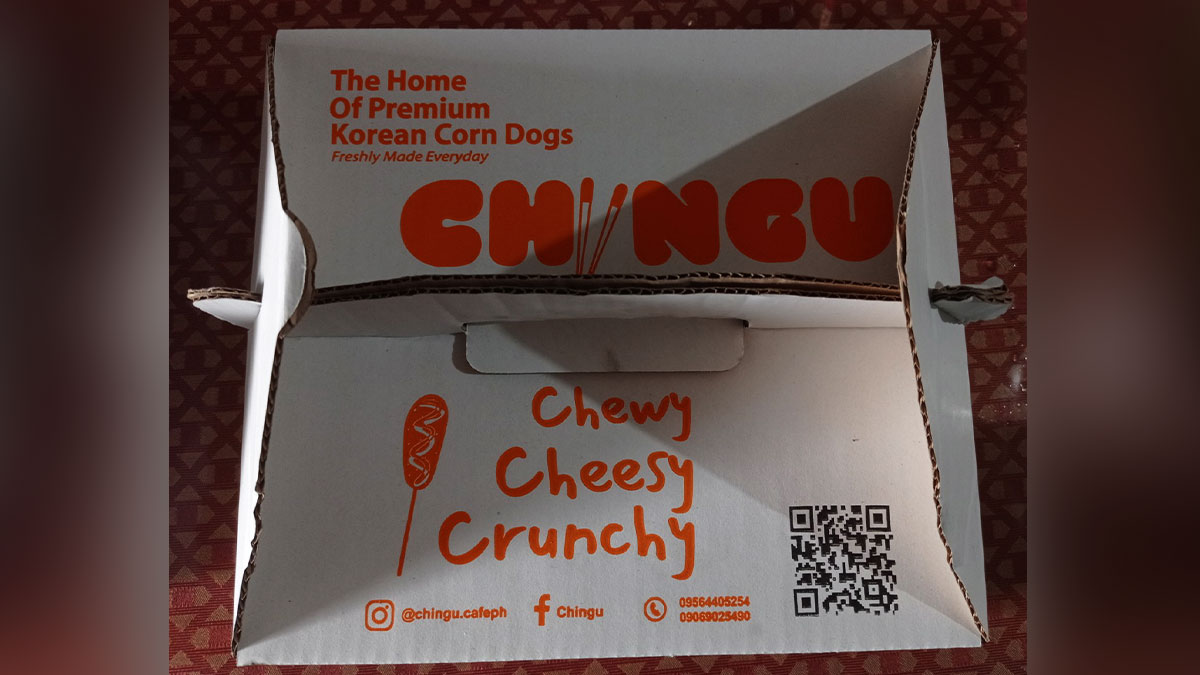 The Home
Of Premium
Korean Corn Dogs
Freshly Made Everyday
CHINGU
Chewy
Cheesy
Crunchy
@chingu.cafeph
Chingu
09564405254
09069025490